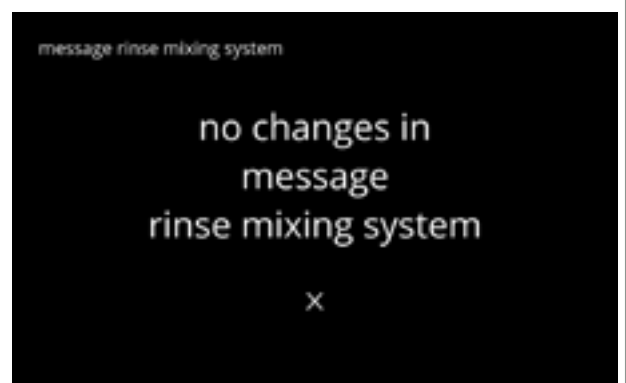 message rinse mixing system
no changes in
message
rinse mixing system
x